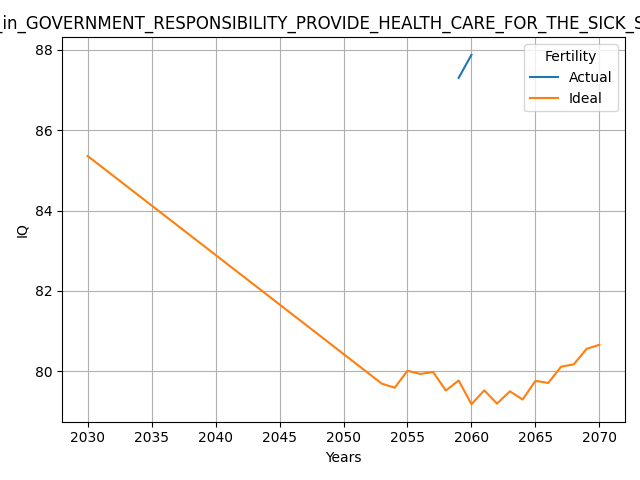 _in_GOVERNMENT_RESPONSIBILITY_PROVIDE_HEALTH_CARE_FOR_THE_SICK_S
Fertility
Actual
Ideal
88
86
84
82
80
IQ
2030 2035 2040 2045 2050 2055 2060 2065 2070
Years